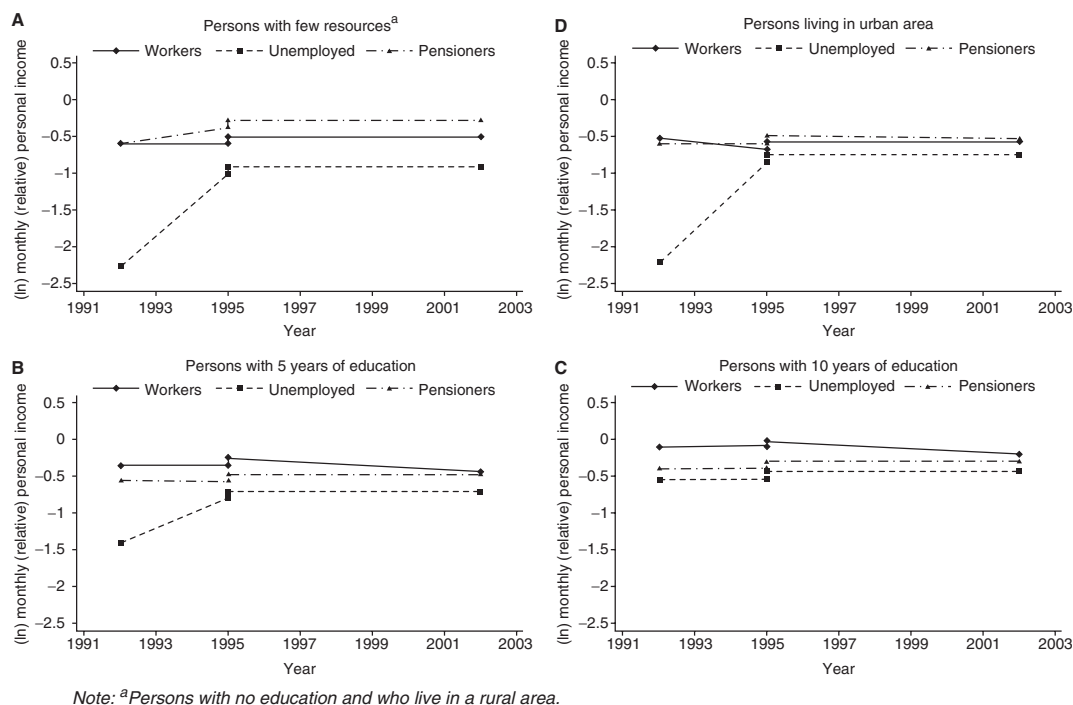 A
Persons with few resourcesª
Workers Unemployed Pensioners
(ln) monthly (relative) personal income
0.5
0
−0.5
−1
−1.5
−2
−2.5
1991 1993 1995 1997 1999 2001 2003
Year
D
Persons living in urban area
Workers Unemployed Pensioners
(ln) monthly (relative) personal income
0.5
0
−0.5
−1
−1.5
−2
−2.5
1991 1993 1995 1997 1999 2001 2003
Year
B
Persons with 5 years of education
Workers Unemployed Pensioners
(ln) monthly (relative) personal income
0.5
0
−0.5
−1
−1.5
−2
−2.5
1991 1993 1995 1997 1999 2001 2003
Year
C
Persons with 10 years of education
Workers Unemployed Pensioners
(ln) monthly (relative) personal income
0.5
0
−0.5
−1
−1.5
−2
−2.5
1991 1993 1995 1997 1999 2001 2003
Year
Note: ªPersons with no education and who live in a rural area.